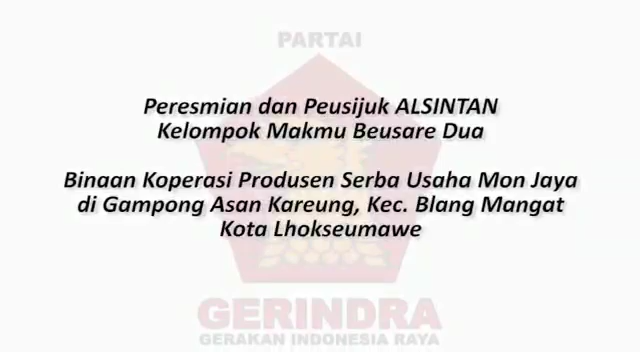 PARTAI
Peresmian dan Peusijuk ALSINTAN
Kelompok Makmu Beusare Dua
Binaan Koperasi Produsen Serba Usaha Mon Jaya
di Gampong Asan Kareung, Kec. Blang Mangat
Kota Lhokseumawe
GERINDRA
GERAKAN INDONESIA RAYA